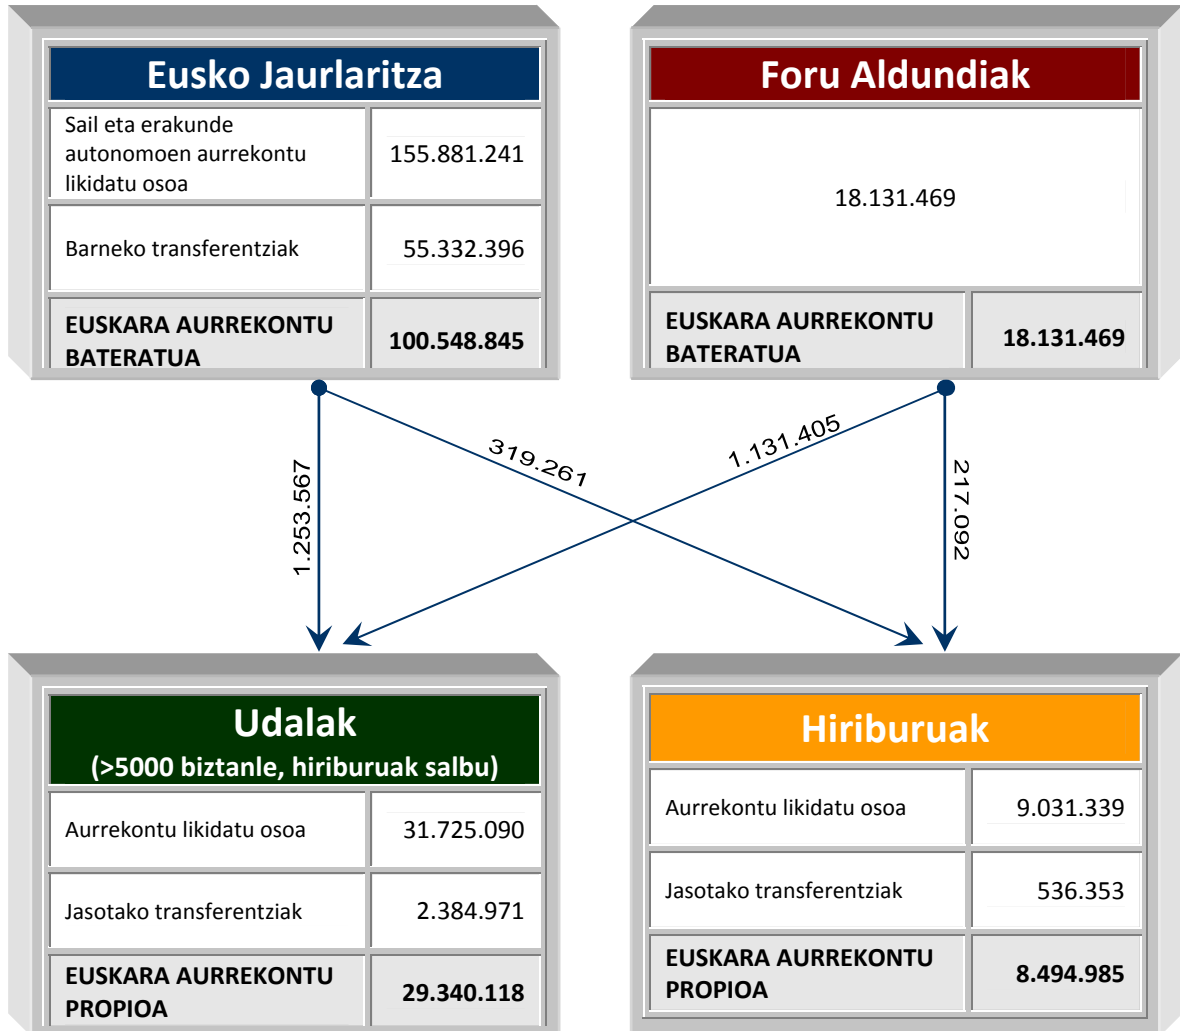 Eusko Jaurlaritza
Sail eta erakunde
autonomoen aurrekontu
likidatu osoa
155.881.241
Barneko transferentziak
55.332.396
EUSKARA AURREKONTU
BATERATUA
100.548.845
Foru Aldundiak
18.131.469
EUSKARA AURREKONTU
BATERATUA
18.131.469
1.253.567
319.261
1.131.405
217.092
Udalak
(>5000 biztanle, hiriburuak salbu)
Aurrekontu likidatu osoa
31.725.090
Jasotako transferentziak
2.384.971
EUSKARA AURREKONTU
PROPIOA
29.340.118
Hiriburuak
Aurrekontu likidatu osoa
9.031.339
Jasotako transferentziak
536.353
EUSKARA AURREKONTU
PROPIOA
8.494.985